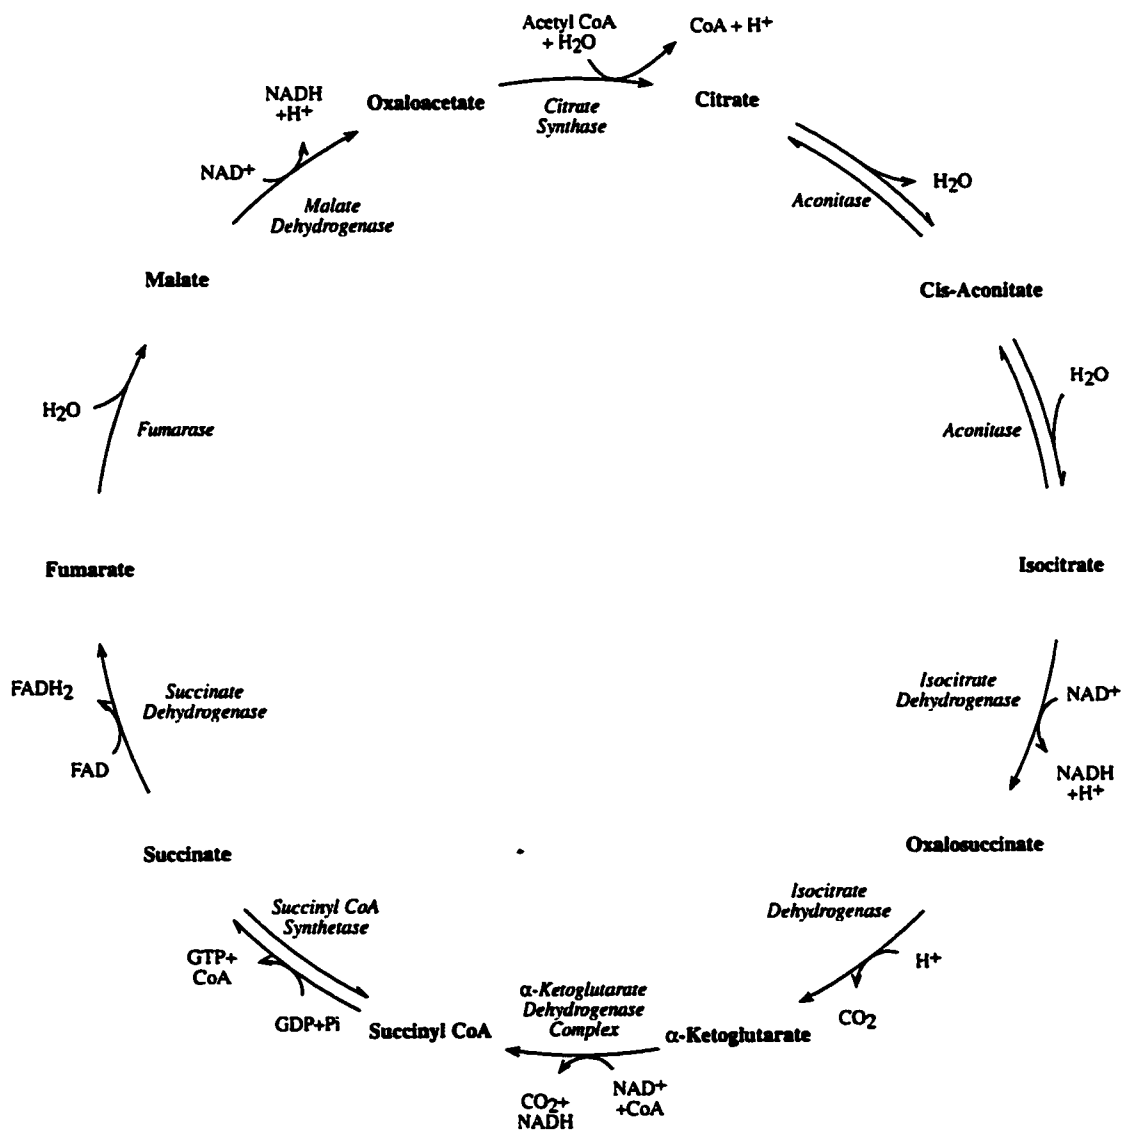 Acetyl CoA
+ H2O
CoA + H+
Oxaloacetate
Citrate
Synthase
Citrate
NADH
+H+
NAD+
Malate
Dehydrogenase
Aconitase
H2O
Malate
Cis-Aconitate
H2O
Fumarase
Aconitase
H2O
Fumarate
Isocitrate
FADH2
Succinate
Dehydrogenase
FAD
Isocitrate
Dehydrogenase
NAD+
NADH
+H+
Succinate
Oxalosuccinate
Succinyl CoA
Synthetase
GTP+
CoA
GDP+Pi
Isocitrate
Dehydrogenase
H+
CO2
Succinyl CoA
α-Ketoglutarate
Dehydrogenase
Complex
α-Ketoglutarate
CO2+
NADH
NAD+
+CoA